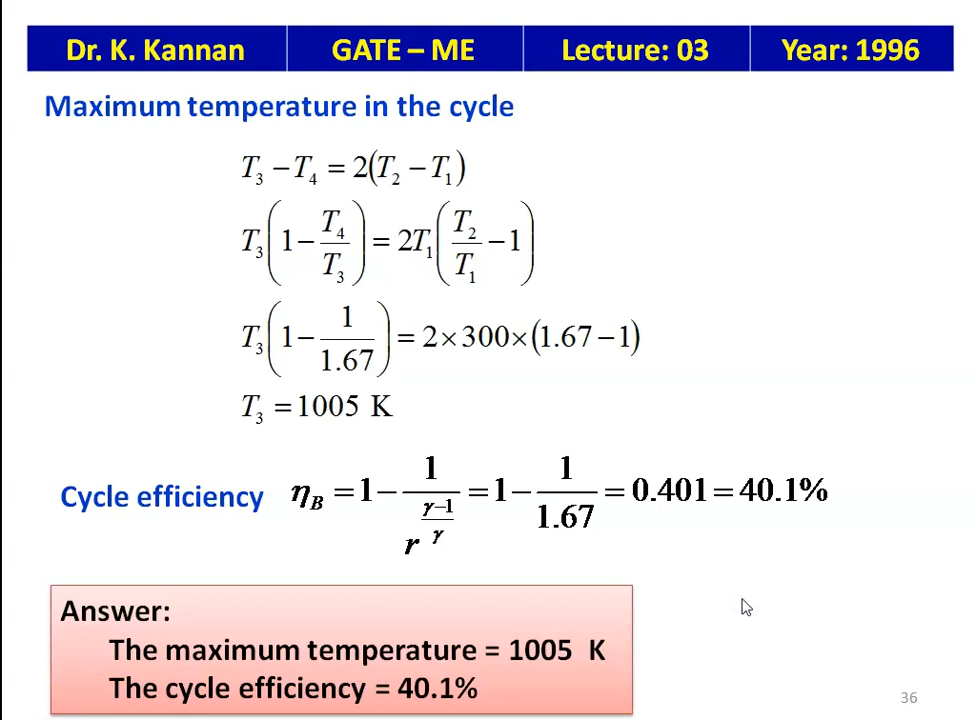 Dr. K. Kannan GATE – ME Lecture: 03 Year: 1996
Maximum temperature in the cycle
T₃ − T₄ = 2(T₂ − T₁)
T₃(1 − T₄/T₃) = 2T₁(T₂/T₁ − 1)
T₃(1 − 1/1.67) = 2 × 300 × (1.67 − 1)
T₃ = 1005 K
Cycle efficiency η_B = 1 − 1/r^((γ−1)/γ) = 1 − 1/1.67 = 0.401 = 40.1%
Answer:
The maximum temperature = 1005 K
The cycle efficiency = 40.1%
36